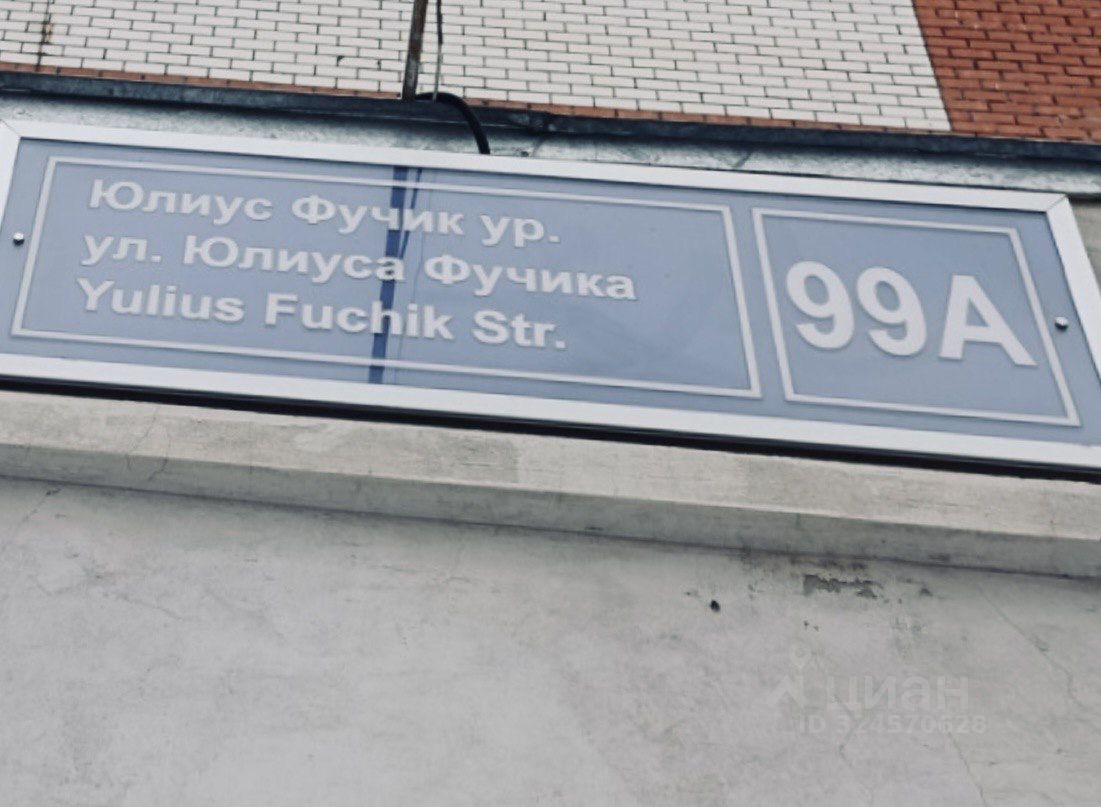 Юлиус Фучик ур.
ул. Юлиуса Фучика
Yulius Fuchik Str.
99А
циан
ID 324570628